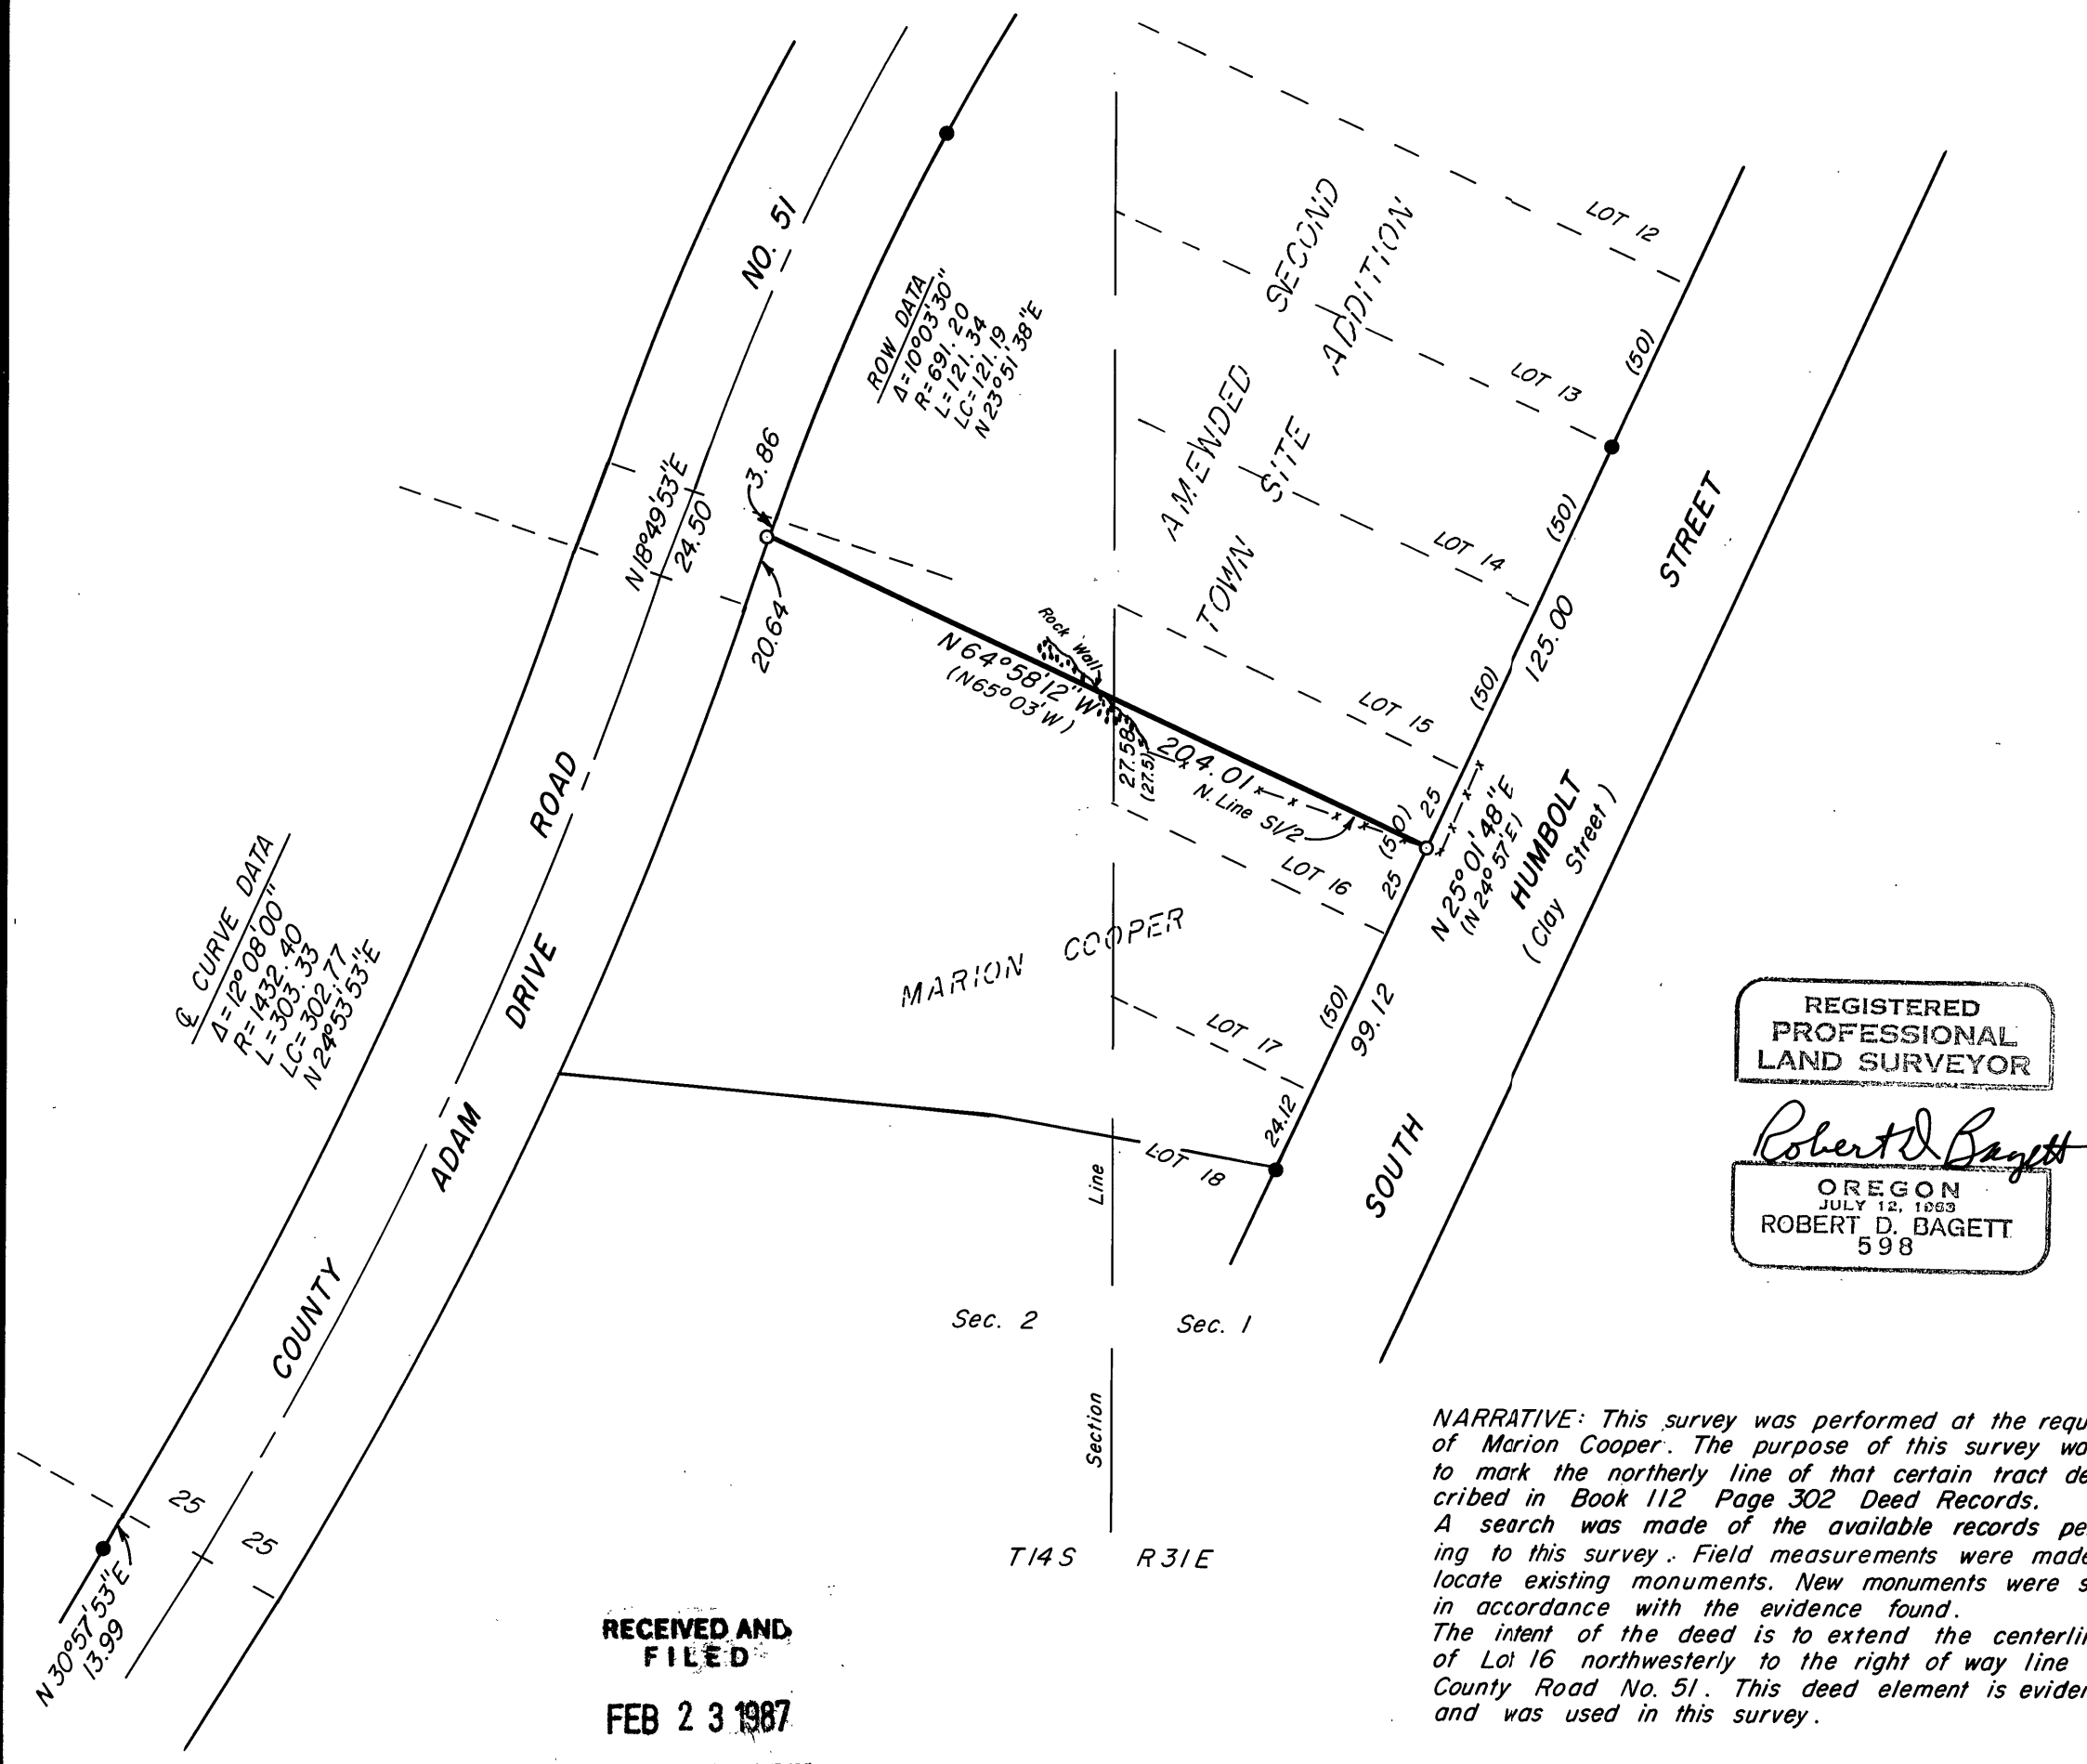 NO. 51
ROW DATA
Δ=10°03'30"
R=691.20
L=121.34
LC=121.19
N23°51'38"E
SECOND
ADDITION
AMENDED
TOWN SITE
LOT 12
(50)
LOT 13
(50)
LOT 14
125.00
(50)
LOT 15
STREET
N18°49'53"E
24.50
3.86
20.64
Rock Wall
N64°58'12"W
(N65°03'W)
204.01
27.58
(27.5)
N. Line S1/2
(50)
25
25
LOT 16
N25°01'48"E
(N24°57'E)
HUMBOLT
(Clay Street)
ROAD
DRIVE
MARION COOPER
℄ CURVE DATA
Δ=12°08'00"
R=1432.40
L=303.33
LC=302.77
N24°53'53"E
(50)
99.12
LOT 17
24.12
LOT 18
SOUTH
ADAM
COUNTY
Line
Section
Sec. 2
Sec. 1
T14S R31E
25
25
N30°57'53"E
13.99
REGISTERED
PROFESSIONAL
LAND SURVEYOR
Robert D Bagett
OREGON
JULY 12, 1963
ROBERT D. BAGETT
598
RECEIVED AND
FILED
FEB 23 1987
NARRATIVE: This survey was performed at the requ
of Marion Cooper. The purpose of this survey wa
to mark the northerly line of that certain tract de
cribed in Book 112 Page 302 Deed Records.
A search was made of the available records pe
ing to this survey. Field measurements were made
locate existing monuments. New monuments were s
in accordance with the evidence found.
The intent of the deed is to extend the centerli
of Lot 16 northwesterly to the right of way line
County Road No. 51. This deed element is eviden
and was used in this survey.